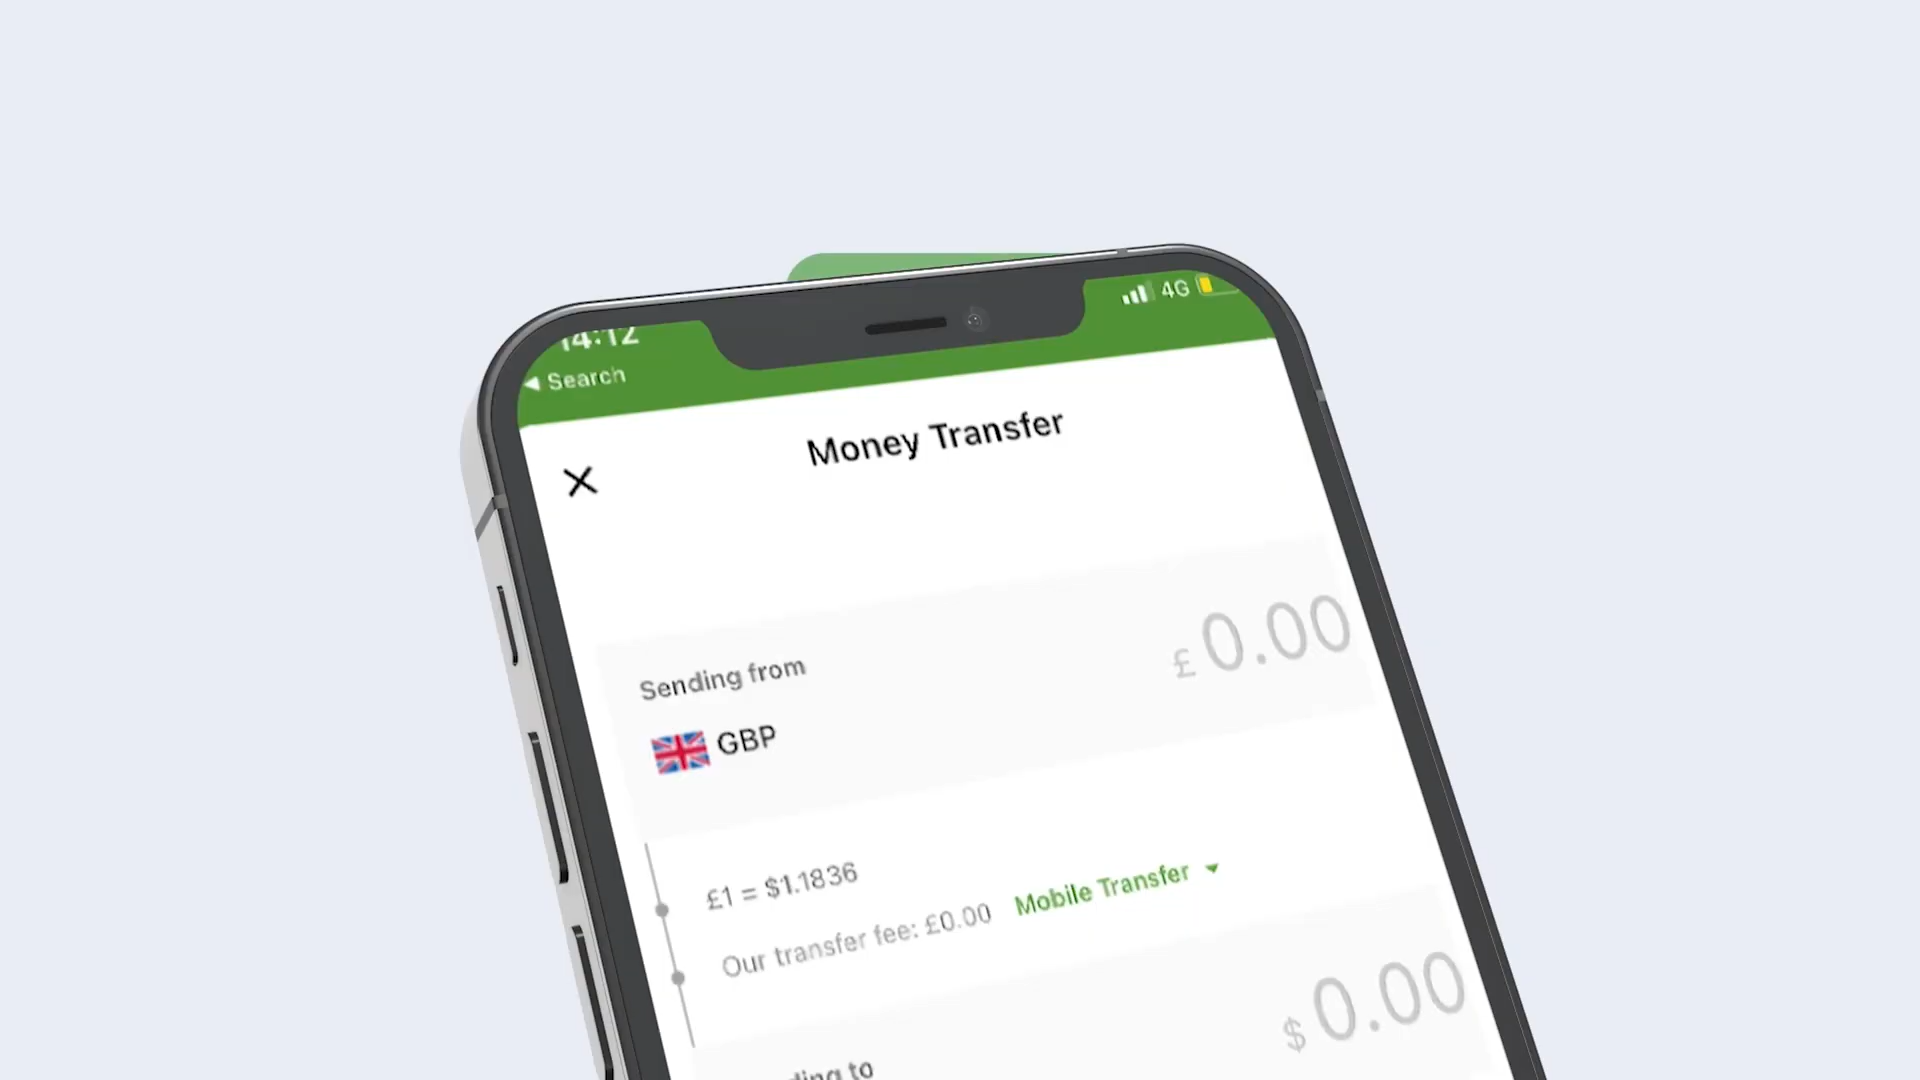 14:12
4G
Search
Money Transfer
Sending from
£0.00
GBP
£1 = $1.1836
Our transfer fee: £0.00 Mobile Transfer
$0.00
to